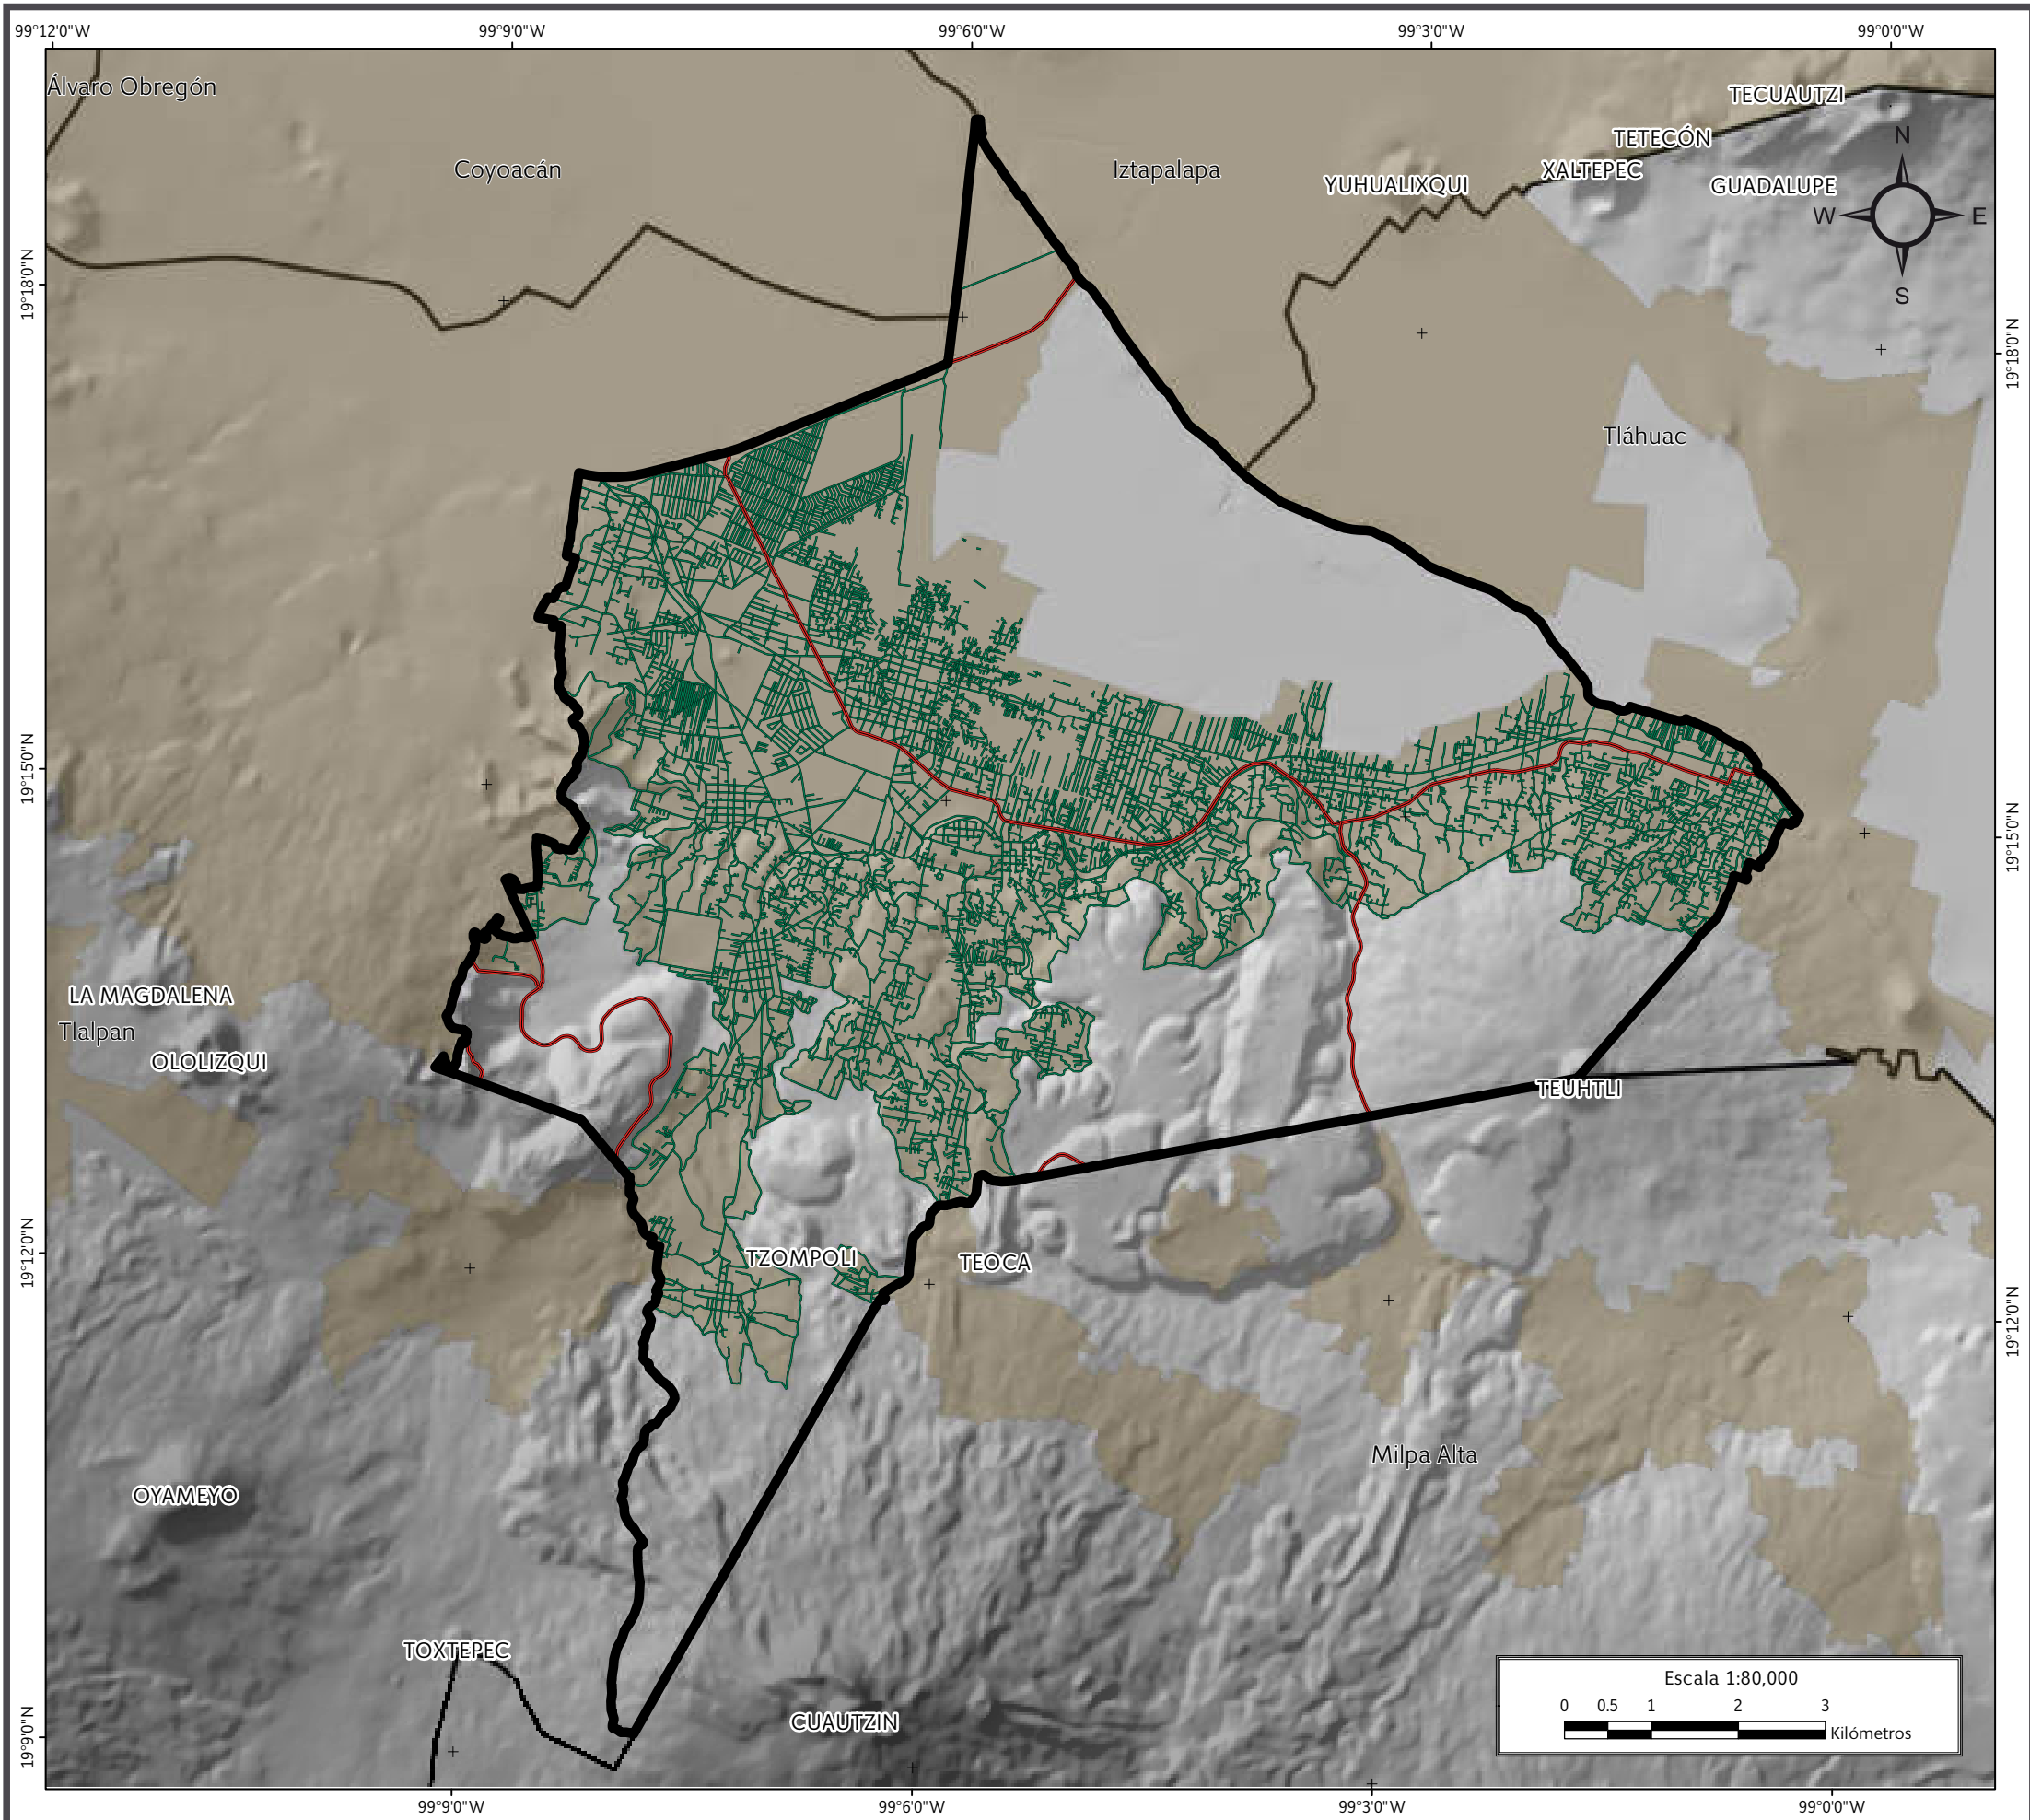 99°12'0"W
99°9'0"W
99°6'0"W
99°3'0"W
99°0'0"W
Álvaro Obregón
TECUAUTZI
N
TETECÓN
Coyoacán
Iztapalapa
XALTEPEC
YUHUALIXQUI
GUADALUPE
W
E
S
19°18'0"N
19°18'0"N
Tláhuac
19°15'0"N
19°15'0"N
LA MAGDALENA
Tlalpan
OLOLIZQUI
TEUHTLI
19°12'0"N
TZOMPOLI
TEOCA
19°12'0"N
Milpa Alta
OYAMEYO
TOXTEPEC
CUAUTZIN
19°9'0"N
Escala 1:80,000
0 0.5 1 2 3
Kilómetros
99°9'0"W
99°6'0"W
99°3'0"W
99°0'0"W